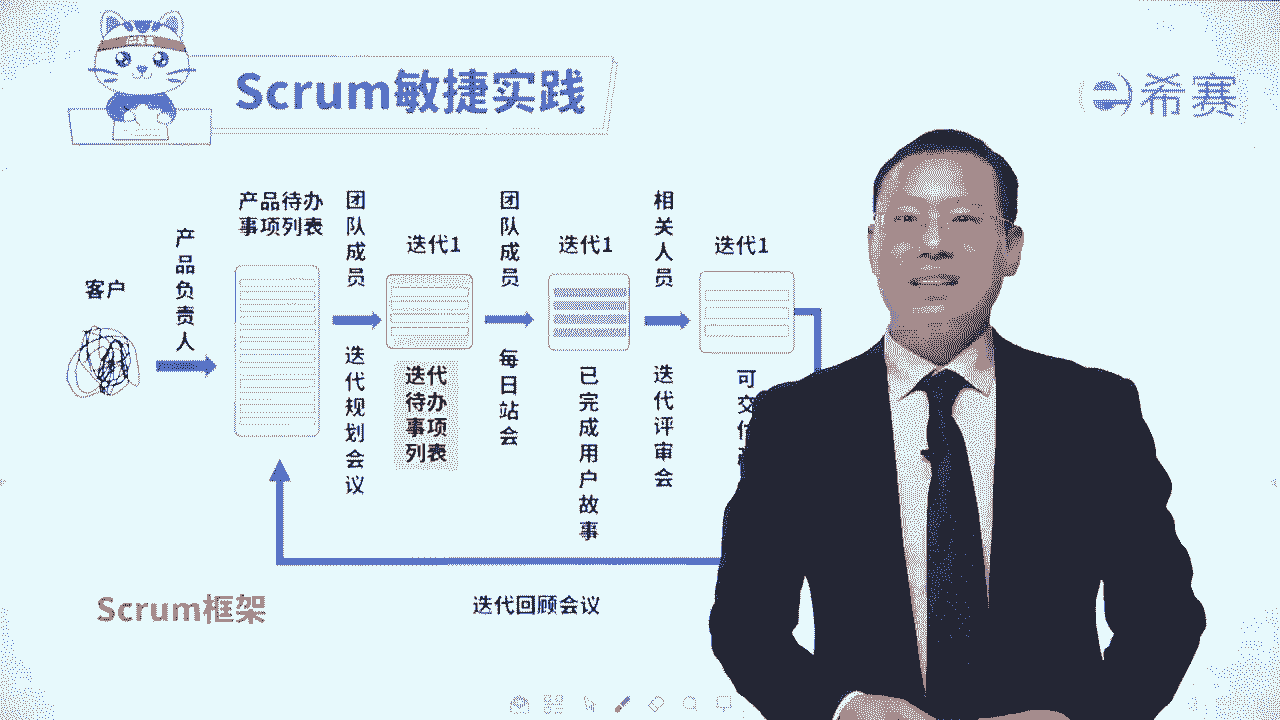 Scrum敏捷实践
希赛
客户
产品负责人
产品待办
事项列表
团队成员
迭代规划会议
迭代1
迭代
待办
事项
列表
团队成员
每日站会
迭代1
已完成用户故事
相关人员
迭代评审会
迭代1
可交付
迭代回顾会议
Scrum框架